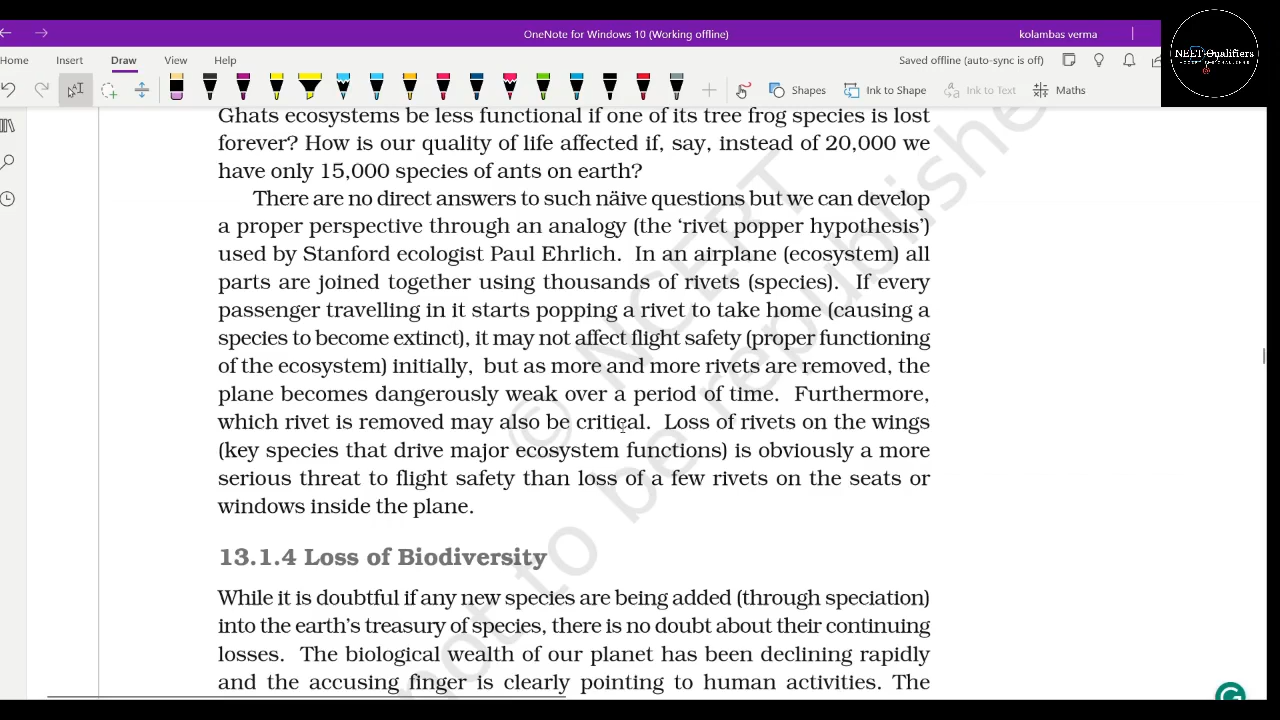 OneNote for Windows 10 (Working offline)
kolambas verma
NEET Qualifiers
Home Insert Draw View Help
Saved offline (auto-sync is off)
Shapes Ink to Shape Ink to Text Maths
Ghats ecosystems be less functional if one of its tree frog species is lost
forever? How is our quality of life affected if, say, instead of 20,000 we
have only 15,000 species of ants on earth?
There are no direct answers to such näive questions but we can develop
a proper perspective through an analogy (the ‘rivet popper hypothesis’)
used by Stanford ecologist Paul Ehrlich. In an airplane (ecosystem) all
parts are joined together using thousands of rivets (species). If every
passenger travelling in it starts popping a rivet to take home (causing a
species to become extinct), it may not affect flight safety (proper functioning
of the ecosystem) initially, but as more and more rivets are removed, the
plane becomes dangerously weak over a period of time. Furthermore,
which rivet is removed may also be critical. Loss of rivets on the wings
(key species that drive major ecosystem functions) is obviously a more
serious threat to flight safety than loss of a few rivets on the seats or
windows inside the plane.
13.1.4 Loss of Biodiversity
While it is doubtful if any new species are being added (through speciation)
into the earth’s treasury of species, there is no doubt about their continuing
losses. The biological wealth of our planet has been declining rapidly
and the accusing finger is clearly pointing to human activities. The
© NCERT
not to be republishe